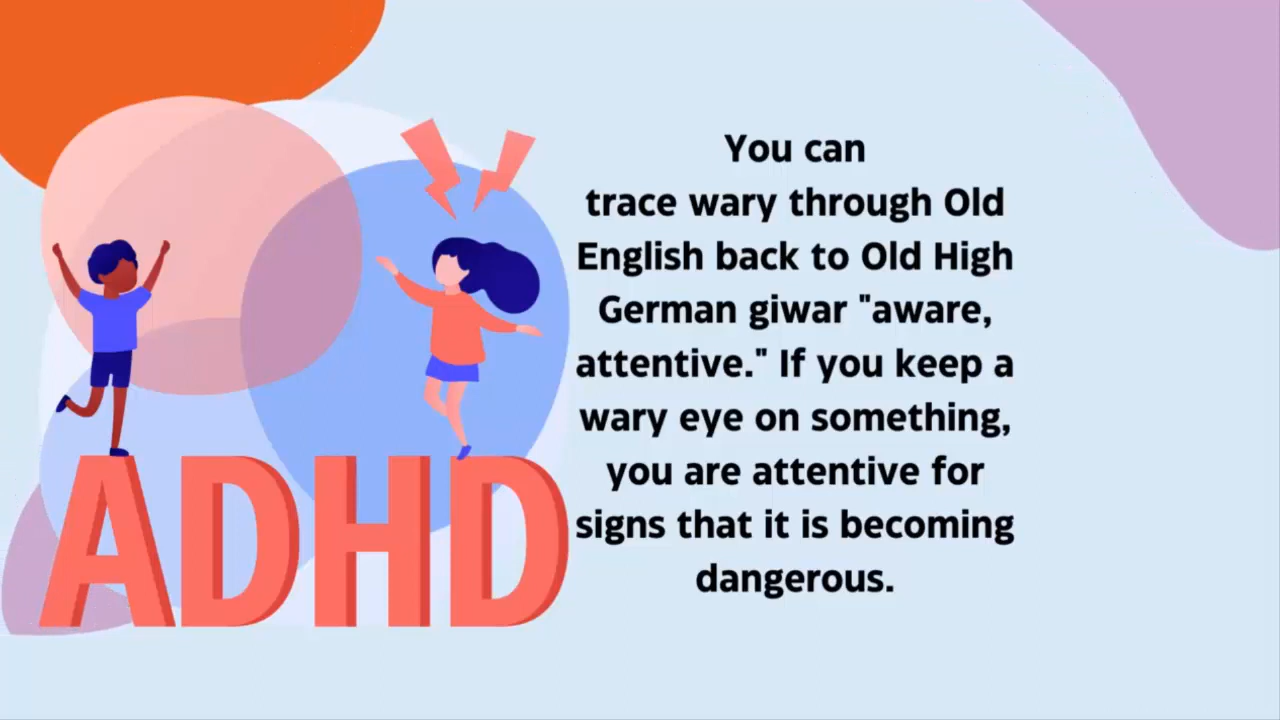 You can
trace wary through Old
English back to Old High
German giwar "aware,
attentive." If you keep a
wary eye on something,
you are attentive for
signs that it is becoming
dangerous.
ADHD